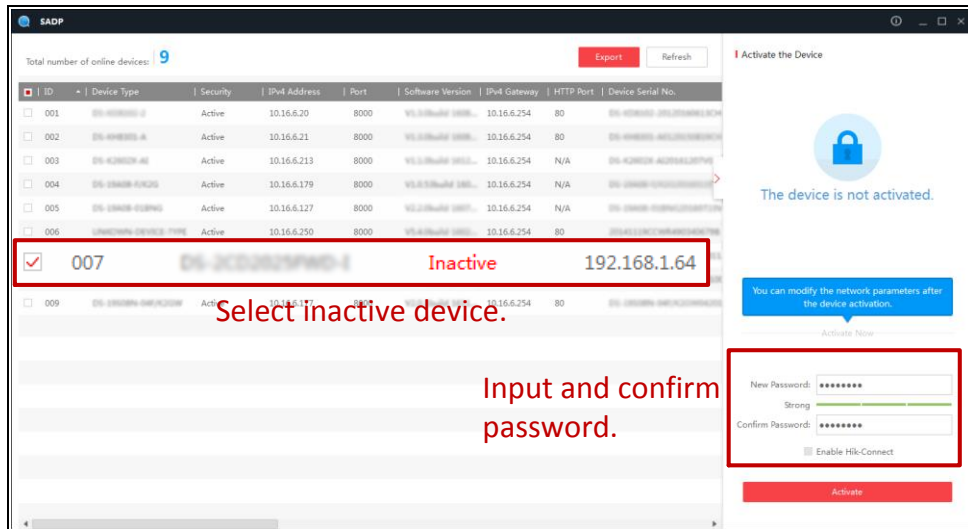 SADP
Total number of online devices: 9
Export
Refresh
ID | Device Type | Security | IPv4 Address | Port | Software Version | IPv4 Gateway | HTTP Port | Device Serial No.
001 Active 10.16.6.20 8000 10.16.6.254 80
002 Active 10.16.6.21 8000 10.16.6.254 80
003 Active 10.16.6.213 8000 10.16.6.254 N/A
004 Active 10.16.6.179 8000 10.16.6.254 N/A
005 Active 10.16.6.127 8000 10.16.6.254 N/A
006 Active 10.16.6.250 8000 10.16.6.254 80
007 Inactive 192.168.1.64
009 8000 10.16.6.254 80
Select inactive device.
Input and confirm
password.
Activate the Device
The device is not activated.
You can modify the network parameters after
the device activation.
Activate Now
New Password: ●●●●●●●●
Strong
Confirm Password: ●●●●●●●●
Enable Hik-Connect
Activate